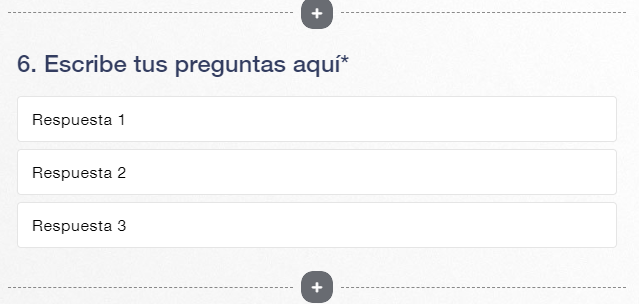 6. Escribe tus preguntas aquí*
Respuesta 1
Respuesta 2
Respuesta 3